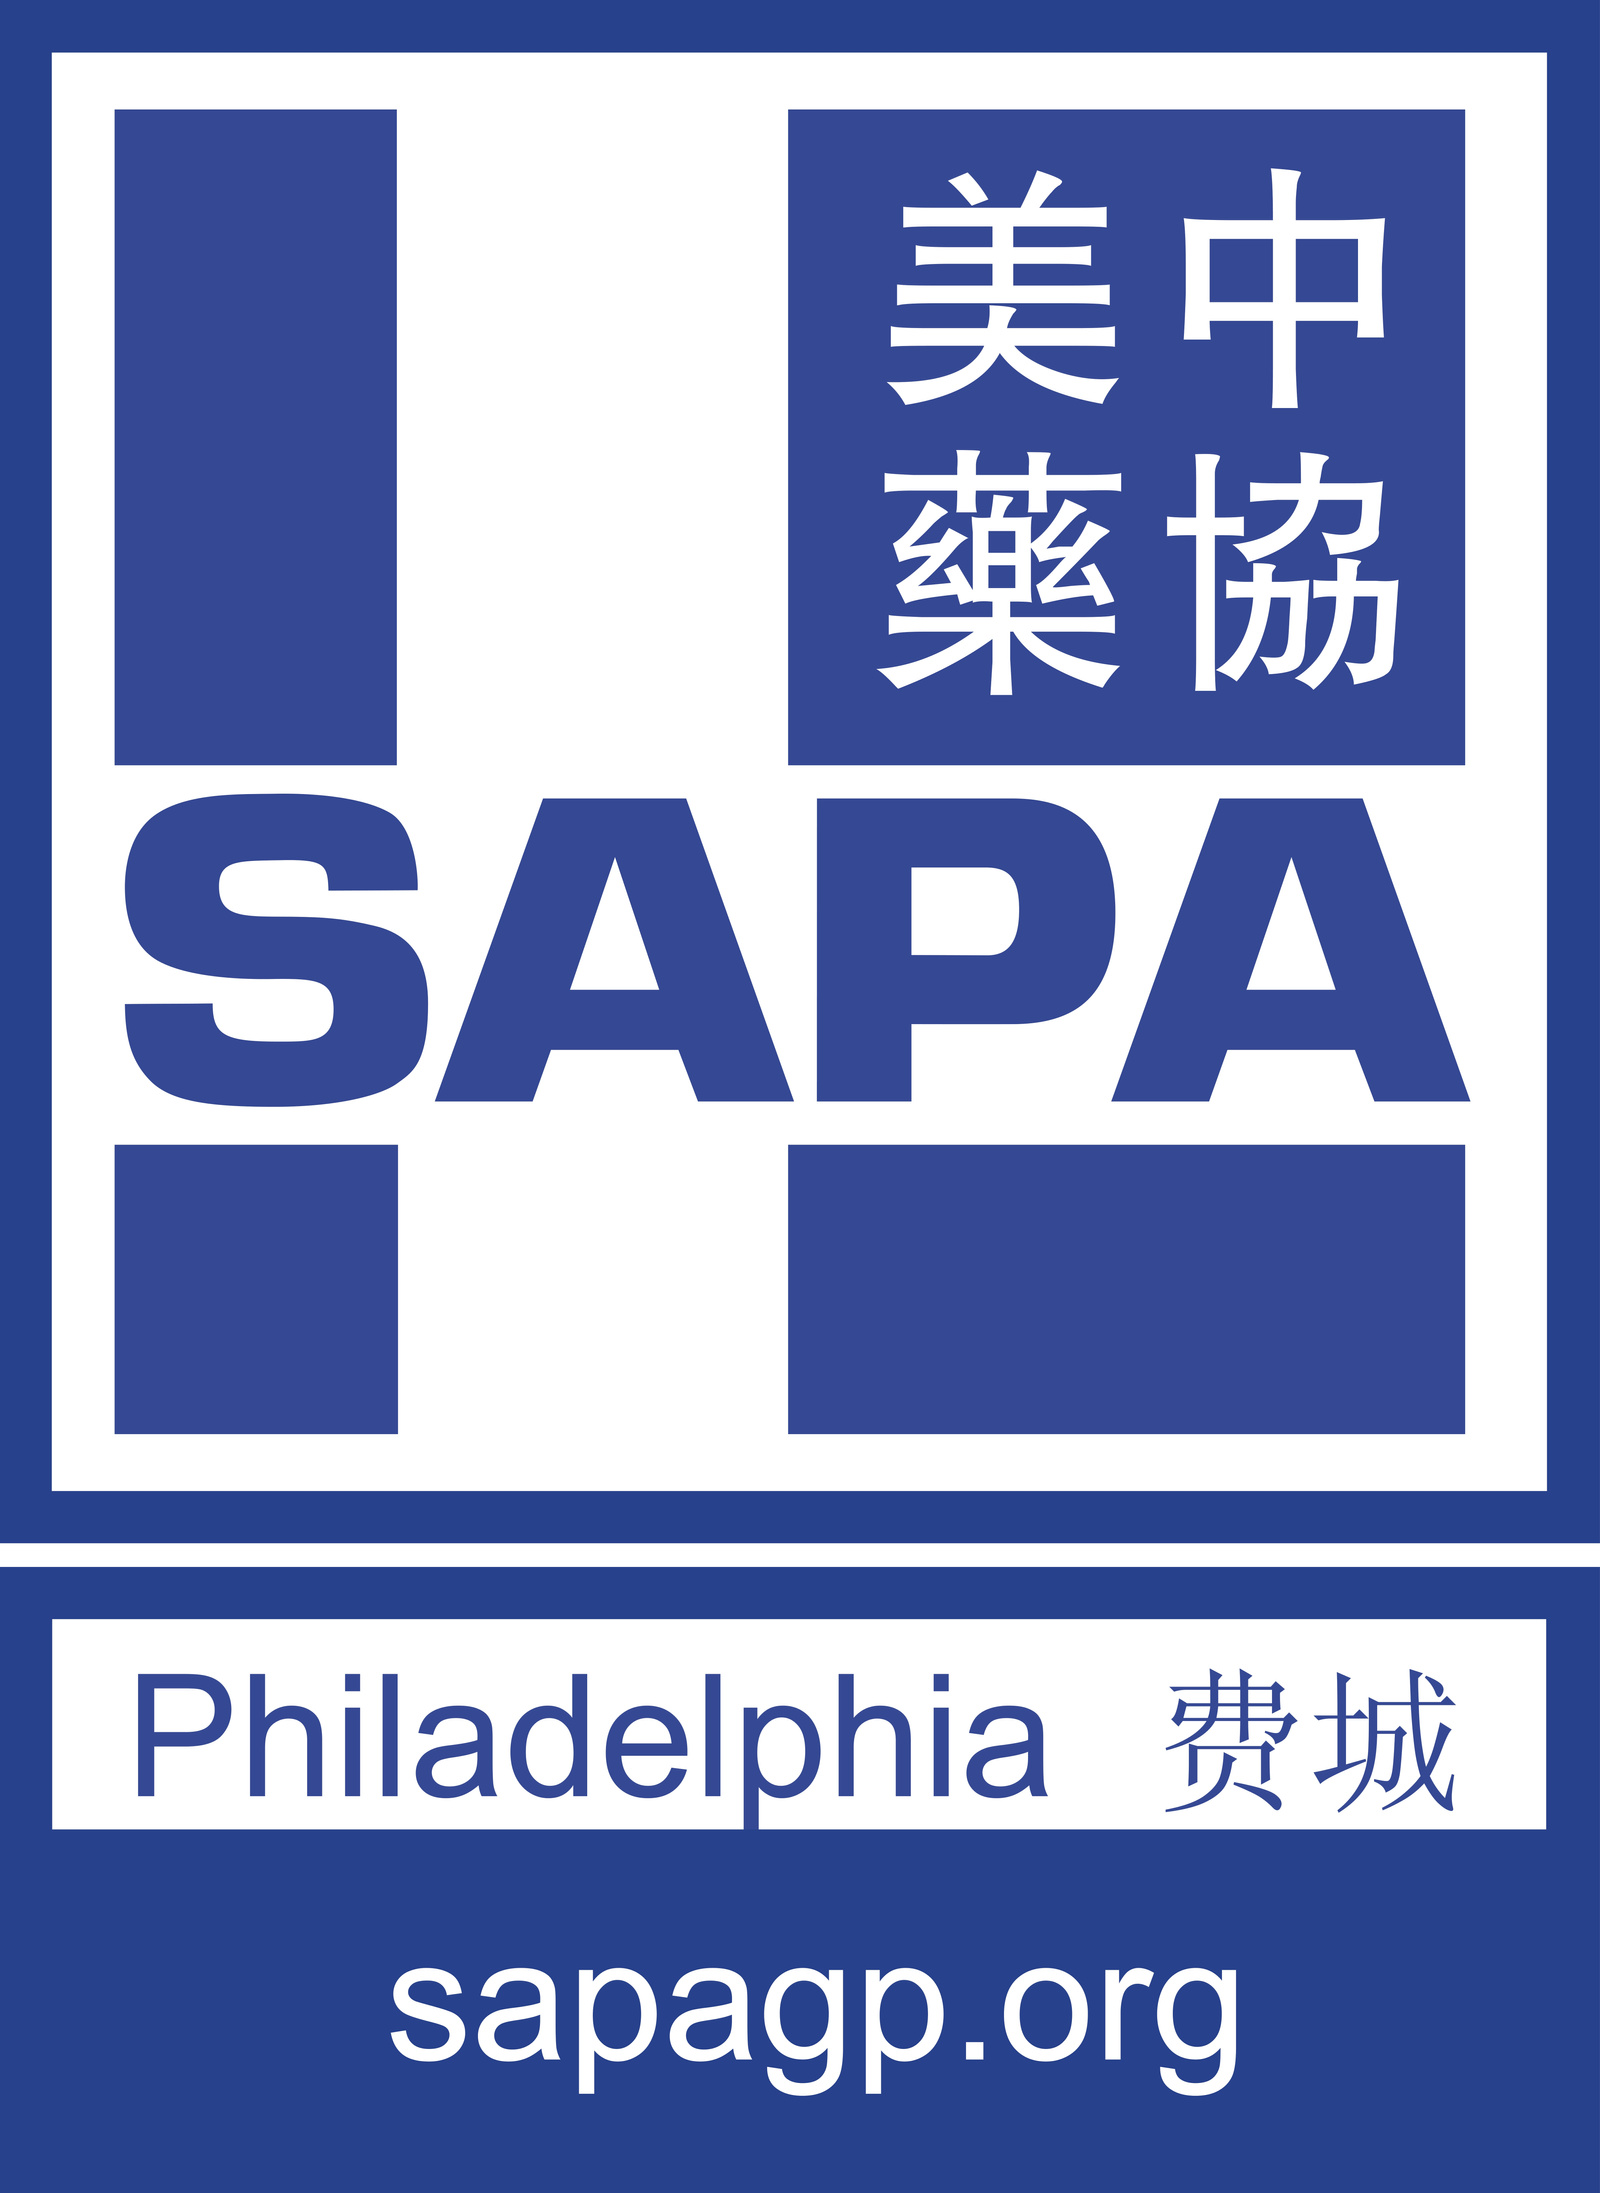 美中
藥協
SAPA
Philadelphia 费城
sapagp.org